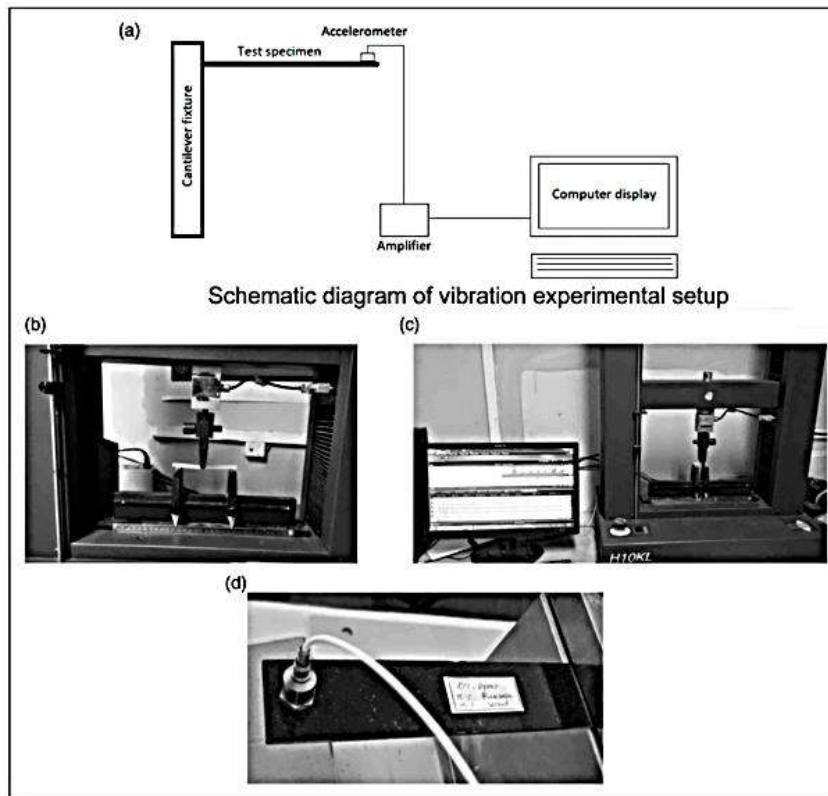 (a)
Accelerometer
Test specimen
Cantilever fixture
Computer display
Amplifier
Schematic diagram of vibration experimental setup
(b)
(c)
H10KL
(d)